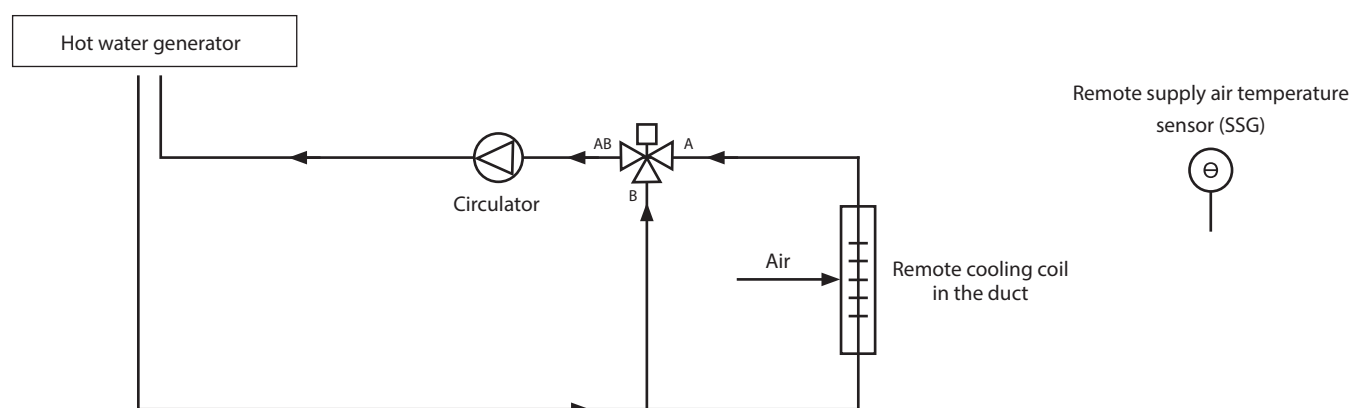 Hot water generator
Remote supply air temperature
sensor (SSG)
AB
A
B
Circulator
Air
Remote cooling coil
in the duct